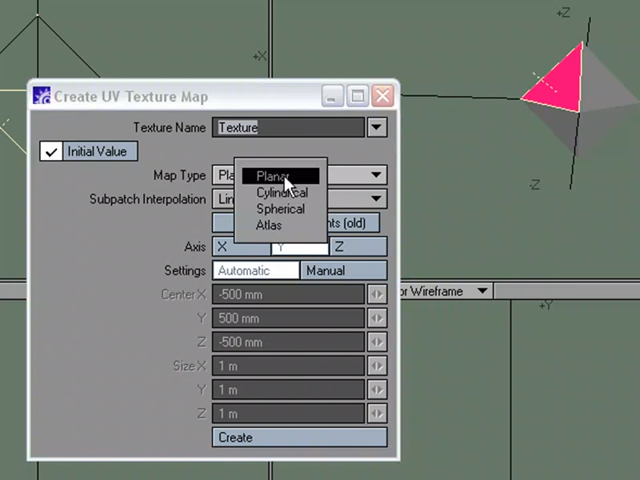 +Z
+X
Create UV Texture Map
Texture Name Texture
Initial Value
Map Type
Planar
Subpatch Interpolation
Cylindrical
Spherical
(old)
Atlas
-Z
Axis X Y Z
Settings Automatic Manual
Center X -500 mm
or Wireframe
+Y
Y 500 mm
Z -500 mm
Size X 1 m
Y 1 m
Z 1 m
Create